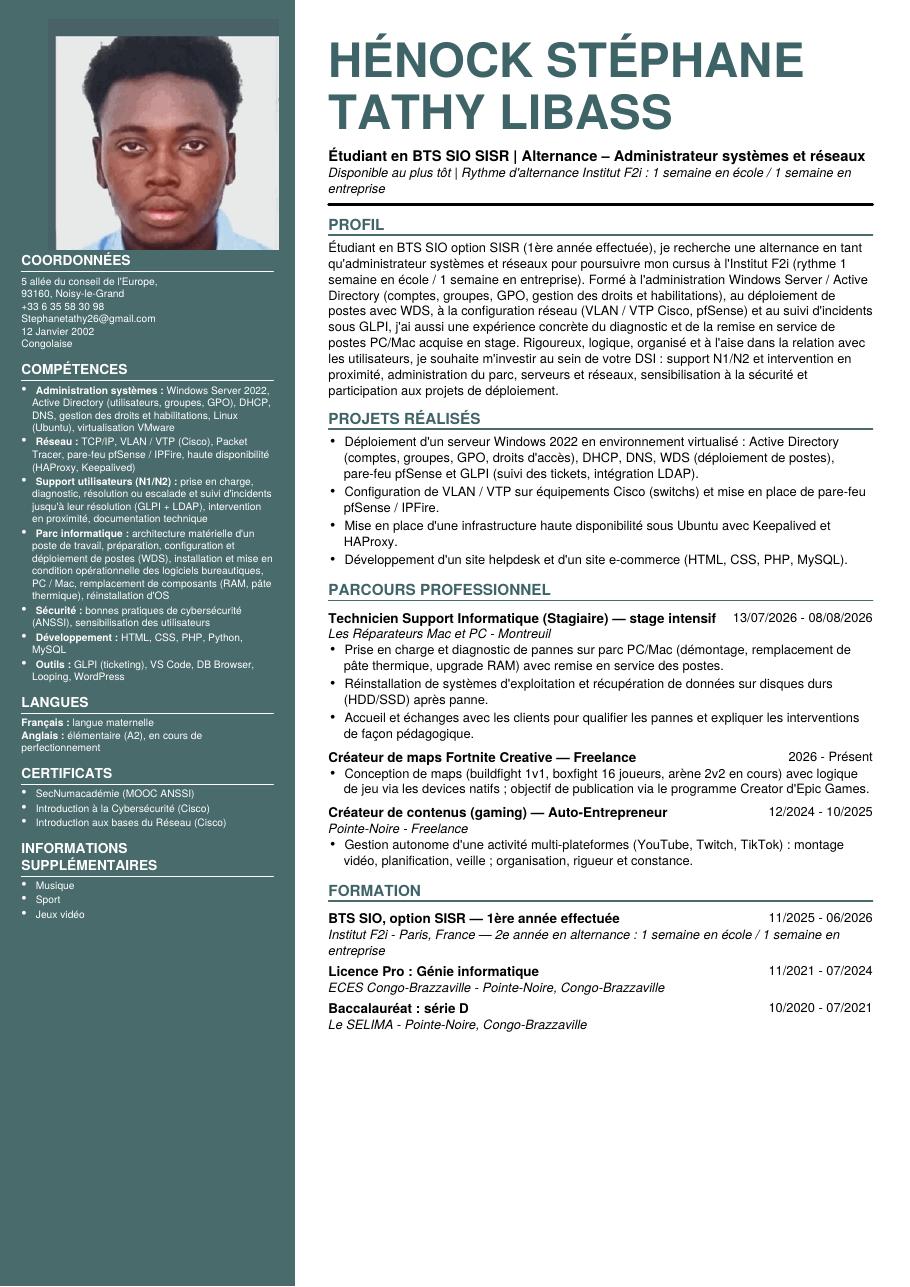 HÉNOCK STÉPHANE
TATHY LIBASS
Étudiant en BTS SIO SISR | Alternance – Administrateur systèmes et réseaux
Disponible au plus tôt | Rythme d'alternance Institut F2i : 1 semaine en école / 1 semaine en
entreprise
COORDONNÉES
5 allée du conseil de l'Europe,
93160, Noisy-le-Grand
+33 6 35 58 30 98
Stephanetathy26@gmail.com
12 Janvier 2002
Congolaise
COMPÉTENCES
• Administration systèmes : Windows Server 2022,
Active Directory (utilisateurs, groupes, GPO), DHCP,
DNS, gestion des droits et habilitations, Linux
(Ubuntu), virtualisation VMware
• Réseau : TCP/IP, VLAN / VTP (Cisco), Packet
Tracer, pare-feu pfSense / IPFire, haute disponibilité
(HAProxy, Keepalived)
• Support utilisateurs (N1/N2) : prise en charge,
diagnostic, résolution ou escalade et suivi d'incidents
jusqu'à leur résolution (GLPI + LDAP), intervention
en proximité, documentation technique
• Parc informatique : architecture matérielle d'un
poste de travail, préparation, configuration et
déploiement de postes (WDS), installation et mise en
condition opérationnelle des logiciels bureautiques,
PC / Mac, remplacement de composants (RAM, pâte
thermique), réinstallation d'OS
• Sécurité : bonnes pratiques de cybersécurité
(ANSSI), sensibilisation des utilisateurs
• Développement : HTML, CSS, PHP, Python,
MySQL
• Outils : GLPI (ticketing), VS Code, DB Browser,
Looping, WordPress
LANGUES
Français : langue maternelle
Anglais : élémentaire (A2), en cours de
perfectionnement
CERTIFICATS
• SecNumacadémie (MOOC ANSSI)
• Introduction à la Cybersécurité (Cisco)
• Introduction aux bases du Réseau (Cisco)
INFORMATIONS
SUPPLÉMENTAIRES
• Musique
• Sport
• Jeux vidéo
PROFIL
Étudiant en BTS SIO option SISR (1ère année effectuée), je recherche une alternance en tant
qu'administrateur systèmes et réseaux pour poursuivre mon cursus à l'Institut F2i (rythme 1
semaine en école / 1 semaine en entreprise). Formé à l'administration Windows Server / Active
Directory (comptes, groupes, GPO, gestion des droits et habilitations), au déploiement de
postes avec WDS, à la configuration réseau (VLAN / VTP Cisco, pfSense) et au suivi d'incidents
sous GLPI, j'ai aussi une expérience concrète du diagnostic et de la remise en service de
postes PC/Mac acquise en stage. Rigoureux, logique, organisé et à l'aise dans la relation avec
les utilisateurs, je souhaite m'investir au sein de votre DSI : support N1/N2 et intervention en
proximité, administration du parc, serveurs et réseaux, sensibilisation à la sécurité et
participation aux projets de déploiement.
PROJETS RÉALISÉS
• Déploiement d'un serveur Windows 2022 en environnement virtualisé : Active Directory
(comptes, groupes, GPO, droits d'accès), DHCP, DNS, WDS (déploiement de postes),
pare-feu pfSense et GLPI (suivi des tickets, intégration LDAP).
• Configuration de VLAN / VTP sur équipements Cisco (switchs) et mise en place de pare-feu
pfSense / IPFire.
• Mise en place d'une infrastructure haute disponibilité sous Ubuntu avec Keepalived et
HAProxy.
• Développement d'un site helpdesk et d'un site e-commerce (HTML, CSS, PHP, MySQL).
PARCOURS PROFESSIONNEL
Technicien Support Informatique (Stagiaire) — stage intensif 13/07/2026 - 08/08/2026
Les Réparateurs Mac et PC - Montreuil
• Prise en charge et diagnostic de pannes sur parc PC/Mac (démontage, remplacement de
pâte thermique, upgrade RAM) avec remise en service des postes.
• Réinstallation de systèmes d'exploitation et récupération de données sur disques durs
(HDD/SSD) après panne.
• Accueil et échanges avec les clients pour qualifier les pannes et expliquer les interventions
de façon pédagogique.
Créateur de maps Fortnite Creative — Freelance 2026 - Présent
• Conception de maps (buildfight 1v1, boxfight 16 joueurs, arène 2v2 en cours) avec logique
de jeu via les devices natifs ; objectif de publication via le programme Creator d'Epic Games.
Créateur de contenus (gaming) — Auto-Entrepreneur 12/2024 - 10/2025
Pointe-Noire - Freelance
• Gestion autonome d'une activité multi-plateformes (YouTube, Twitch, TikTok) : montage
vidéo, planification, veille ; organisation, rigueur et constance.
FORMATION
BTS SIO, option SISR — 1ère année effectuée 11/2025 - 06/2026
Institut F2i - Paris, France — 2e année en alternance : 1 semaine en école / 1 semaine en
entreprise
Licence Pro : Génie informatique 11/2021 - 07/2024
ECES Congo-Brazzaville - Pointe-Noire, Congo-Brazzaville
Baccalauréat : série D 10/2020 - 07/2021
Le SELIMA - Pointe-Noire, Congo-Brazzaville